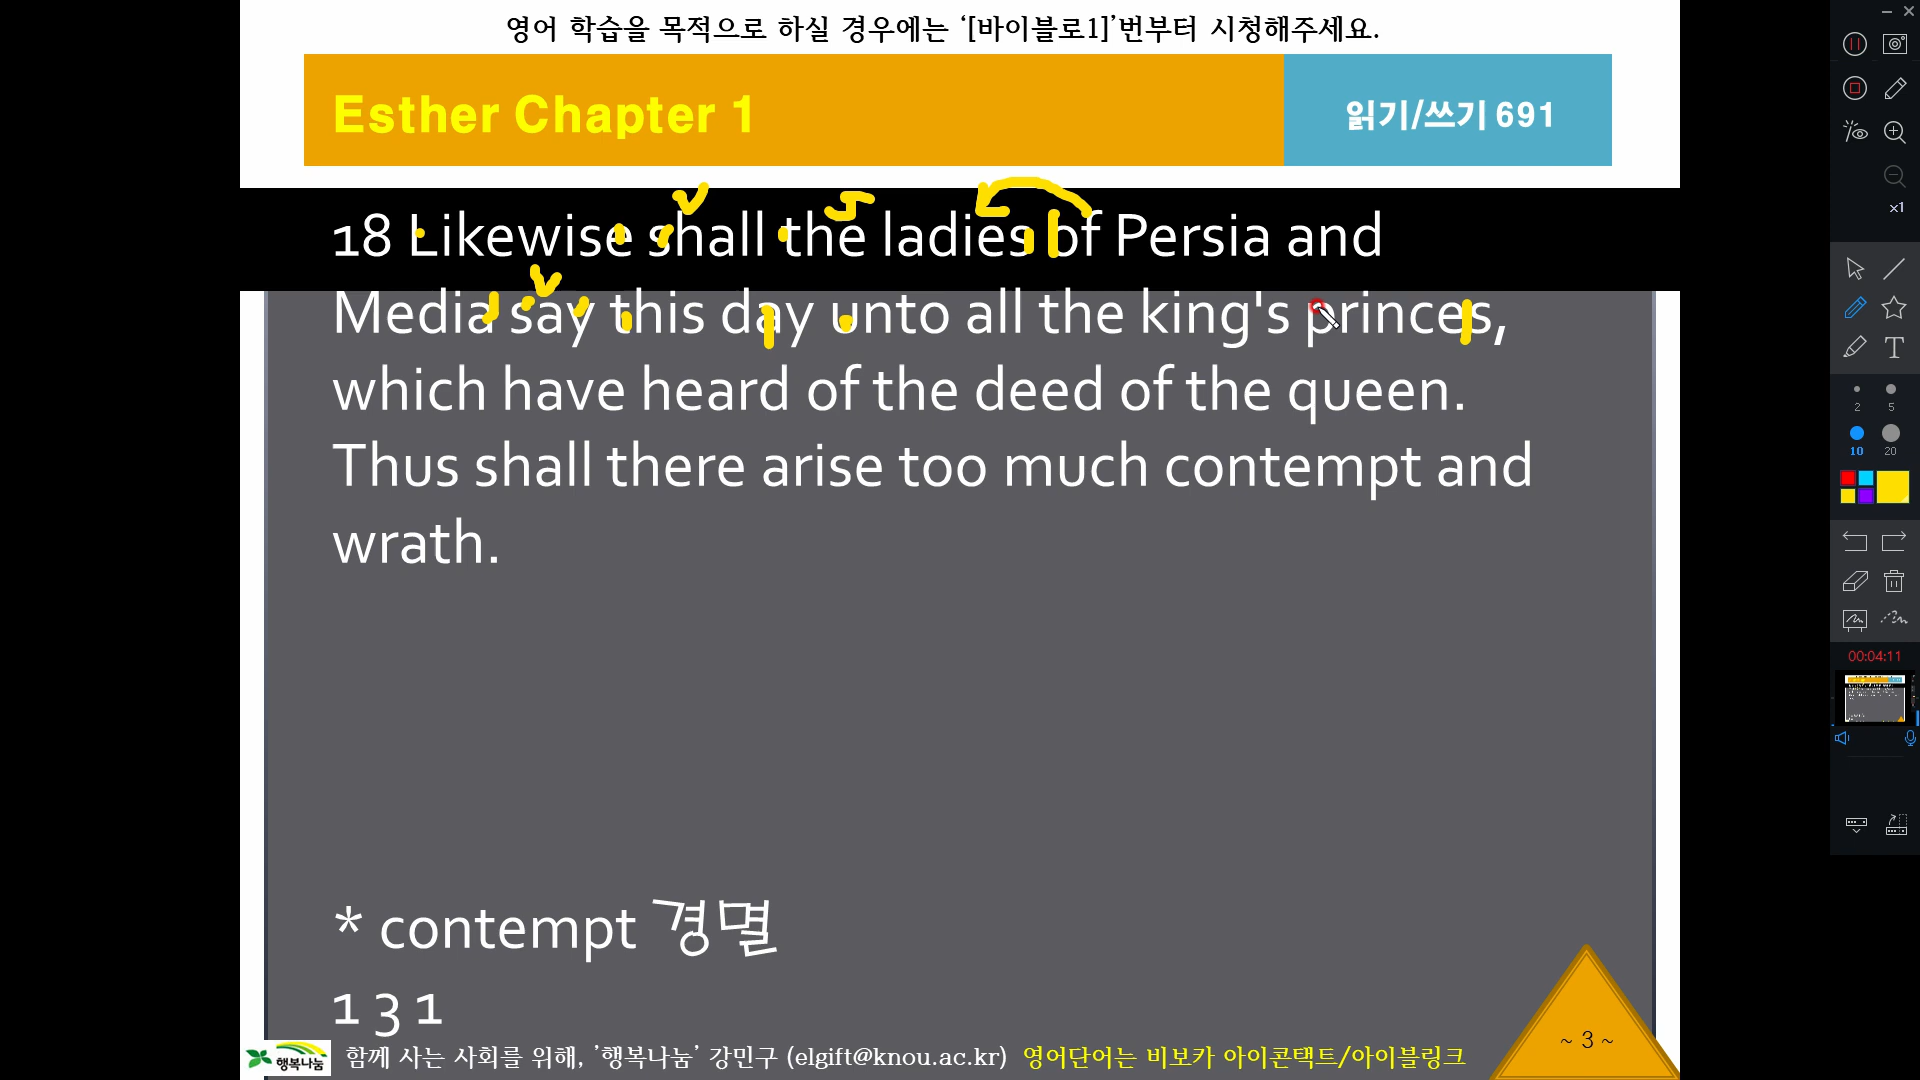 영어 학습을 목적으로 하실 경우에는 ‘[바이블로1]’번부터 시청해주세요.
Esther Chapter 1
읽기/쓰기 691
18 Likewise shall the ladies of Persia and
Media say this day unto all the king's princes,
which have heard of the deed of the queen.
Thus shall there arise too much contempt and
wrath.
* contempt 경멸
1 3 1
행복나눔
함께 사는 사회를 위해, ’행복나눔’ 강민구 (elgift@knou.ac.kr) 영어단어는 비보카 아이콘택트/아이블링크
~ 3 ~
x1
T
2 5
10 20
00:04:11